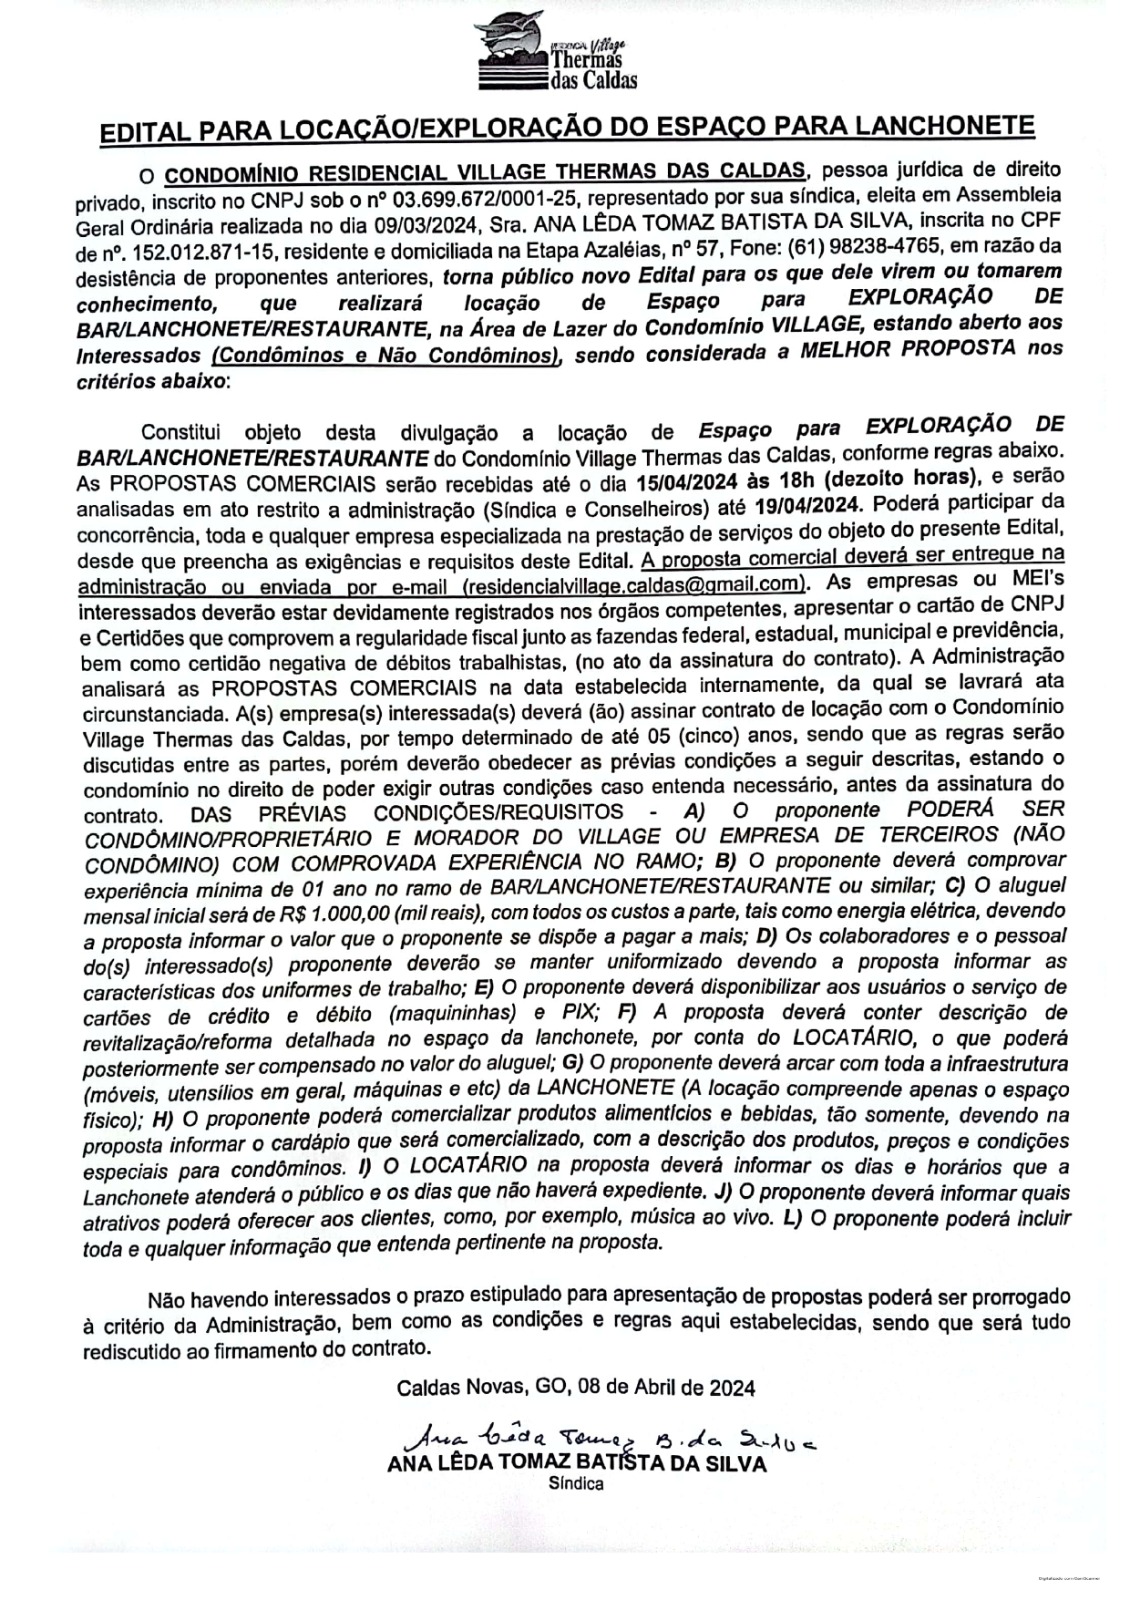 RESIDENCIAL Village
Thermas
das Caldas
EDITAL PARA LOCAÇÃO/EXPLORAÇÃO DO ESPAÇO PARA LANCHONETE
O CONDOMÍNIO RESIDENCIAL VILLAGE THERMAS DAS CALDAS, pessoa jurídica de direito
privado, inscrito no CNPJ sob o nº 03.699.672/0001-25, representado por sua síndica, eleita em Assembleia
Geral Ordinária realizada no dia 09/03/2024, Sra. ANA LÊDA TOMAZ BATISTA DA SILVA, inscrita no CPF
de nº. 152.012.871-15, residente e domiciliada na Etapa Azaléias, nº 57, Fone: (61) 98238-4765, em razão da
desistência de proponentes anteriores, torna público novo Edital para os que dele virem ou tomarem
conhecimento, que realizará locação de Espaço para EXPLORAÇÃO DE
BAR/LANCHONETE/RESTAURANTE, na Área de Lazer do Condomínio VILLAGE, estando aberto aos
Interessados (Condôminos e Não Condôminos), sendo considerada a MELHOR PROPOSTA nos
critérios abaixo:
Constitui objeto desta divulgação a locação de Espaço para EXPLORAÇÃO DE
BAR/LANCHONETE/RESTAURANTE do Condomínio Village Thermas das Caldas, conforme regras abaixo.
As PROPOSTAS COMERCIAIS serão recebidas até o dia 15/04/2024 às 18h (dezoito horas), e serão
analisadas em ato restrito a administração (Síndica e Conselheiros) até 19/04/2024. Poderá participar da
concorrência, toda e qualquer empresa especializada na prestação de serviços do objeto do presente Edital,
desde que preencha as exigências e requisitos deste Edital. A proposta comercial deverá ser entregue na
administração ou enviada por e-mail (residencialvillage.caldas@gmail.com). As empresas ou MEI's
interessados deverão estar devidamente registrados nos órgãos competentes, apresentar o cartão de CNPJ
e Certidões que comprovem a regularidade fiscal junto as fazendas federal, estadual, municipal e previdência,
bem como certidão negativa de débitos trabalhistas, (no ato da assinatura do contrato). A Administração
analisará as PROPOSTAS COMERCIAIS na data estabelecida internamente, da qual se lavrará ata
circunstanciada. A(s) empresa(s) interessada(s) deverá (ão) assinar contrato de locação com o Condomínio
Village Thermas das Caldas, por tempo determinado de até 05 (cinco) anos, sendo que as regras serão
discutidas entre as partes, porém deverão obedecer as prévias condições a seguir descritas, estando o
condomínio no direito de poder exigir outras condições caso entenda necessário, antes da assinatura do
contrato. DAS PRÉVIAS CONDIÇÕES/REQUISITOS - A) O proponente PODERÁ SER
CONDÔMINO/PROPRIETÁRIO E MORADOR DO VILLAGE OU EMPRESA DE TERCEIROS (NÃO
CONDÔMINO) COM COMPROVADA EXPERIÊNCIA NO RAMO; B) O proponente deverá comprovar
experiência mínima de 01 ano no ramo de BAR/LANCHONETE/RESTAURANTE ou similar; C) O aluguel
mensal inicial será de R$ 1.000,00 (mil reais), com todos os custos a parte, tais como energia elétrica, devendo
a proposta informar o valor que o proponente se dispõe a pagar a mais; D) Os colaboradores e o pessoal
do(s) interessado(s) proponente deverão se manter uniformizado devendo a proposta informar as
características dos uniformes de trabalho; E) O proponente deverá disponibilizar aos usuários o serviço de
cartões de crédito e débito (maquininhas) e PIX; F) A proposta deverá conter descrição de
revitalização/reforma detalhada no espaço da lanchonete, por conta do LOCATÁRIO, o que poderá
posteriormente ser compensado no valor do aluguel; G) O proponente deverá arcar com toda a infraestrutura
(móveis, utensílios em geral, máquinas e etc) da LANCHONETE (A locação compreende apenas o espaço
físico); H) O proponente poderá comercializar produtos alimentícios e bebidas, tão somente, devendo na
proposta informar o cardápio que será comercializado, com a descrição dos produtos, preços e condições
especiais para condôminos. I) O LOCATÁRIO na proposta deverá informar os dias e horários que a
Lanchonete atenderá o público e os dias que não haverá expediente. J) O proponente deverá informar quais
atrativos poderá oferecer aos clientes, como, por exemplo, música ao vivo. L) O proponente poderá incluir
toda e qualquer informação que entenda pertinente na proposta.
Não havendo interessados o prazo estipulado para apresentação de propostas poderá ser prorrogado
à critério da Administração, bem como as condições e regras aqui estabelecidas, sendo que será tudo
rediscutido ao firmamento do contrato.
Caldas Novas, GO, 08 de Abril de 2024
Ana Lêda Tomaz B. da Silva
ANA LÊDA TOMAZ BATISTA DA SILVA
Síndica
Digitalizado com CamScanner